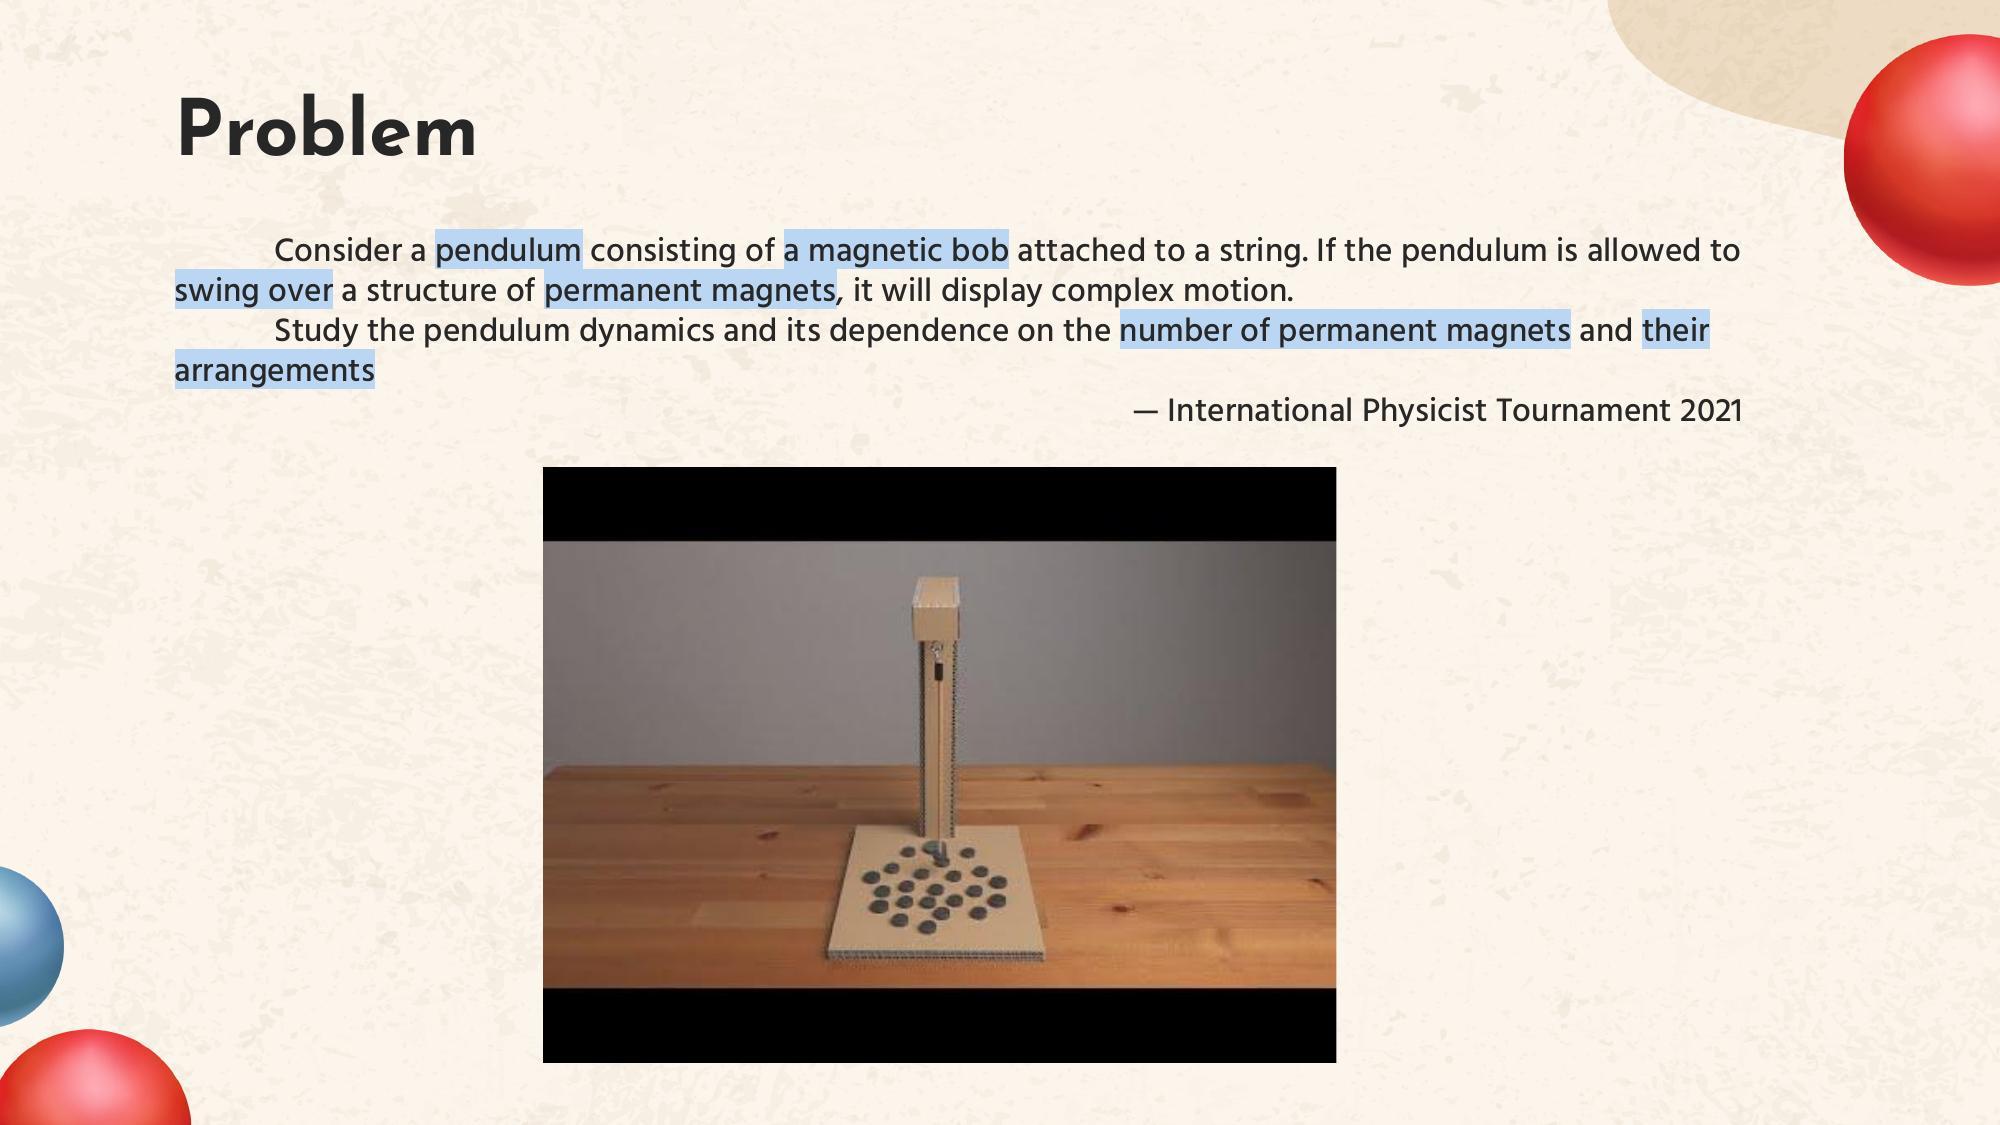 Problem
Consider a pendulum consisting of a magnetic bob attached to a string. If the pendulum is allowed to
swing over a structure of permanent magnets, it will display complex motion.
Study the pendulum dynamics and its dependence on the number of permanent magnets and their
arrangements
— International Physicist Tournament 2021